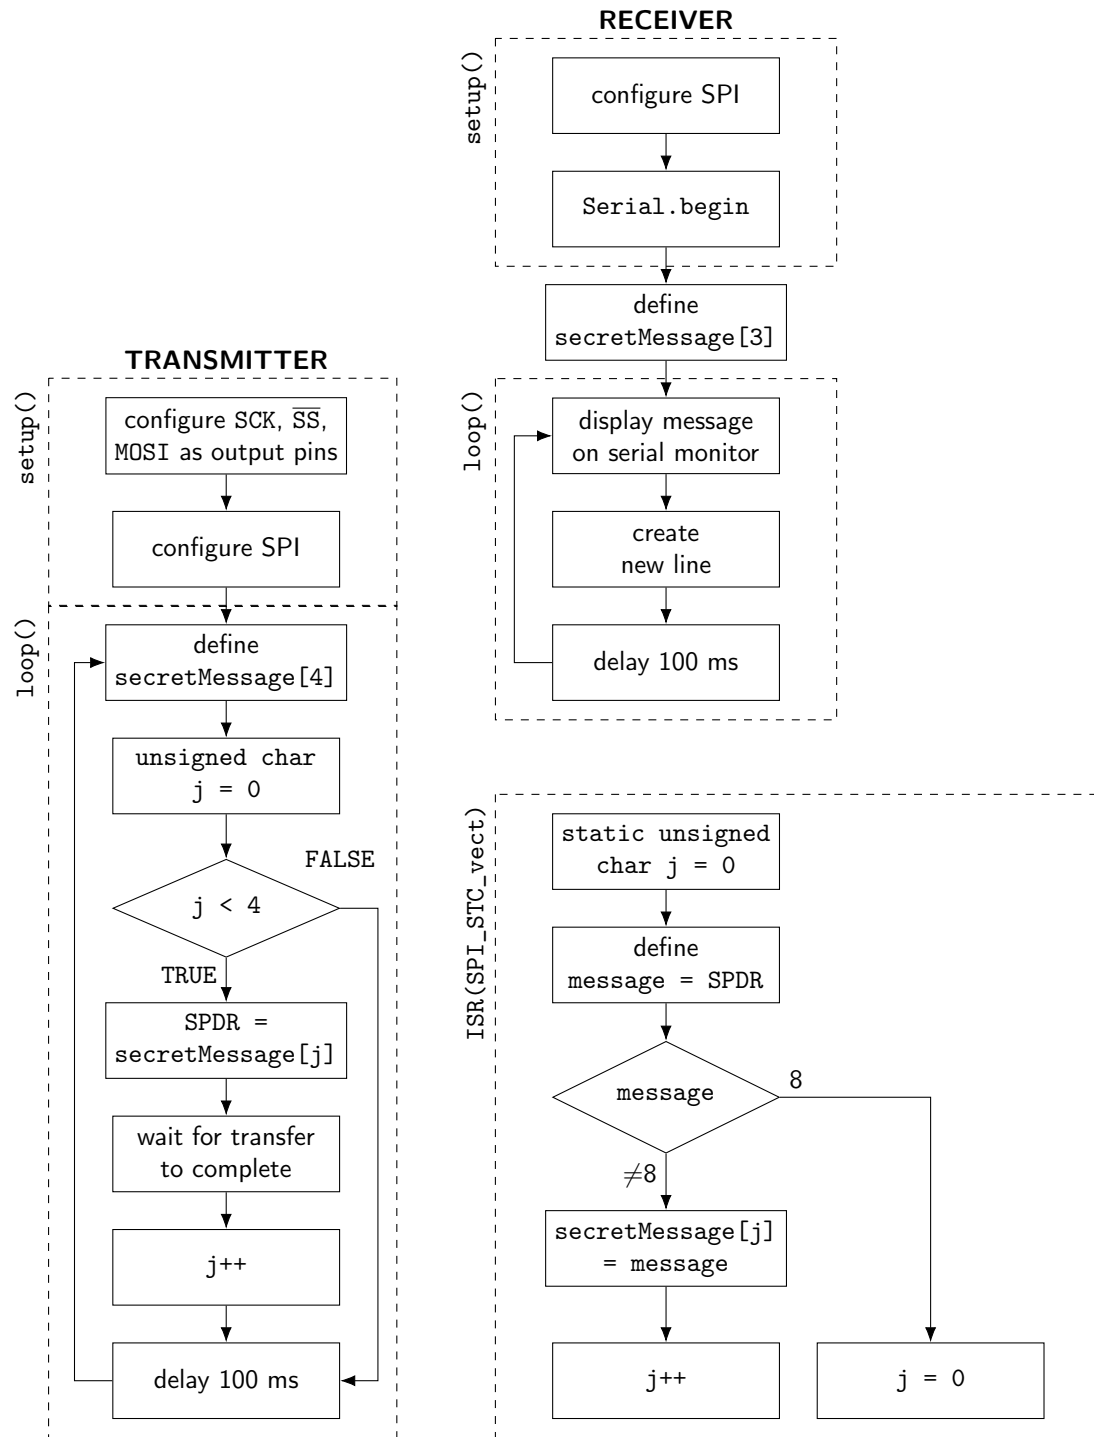 RECEIVER
setup()
configure SPI
Serial.begin
define
secretMessage[3]
loop()
display message
on serial monitor
create
new line
delay 100 ms
TRANSMITTER
setup()
configure SCK, S̅S̅,
MOSI as output pins
configure SPI
loop()
define
secretMessage[4]
unsigned char
j = 0
j < 4
FALSE
TRUE
SPDR =
secretMessage[j]
wait for transfer
to complete
j++
delay 100 ms
ISR(SPI_STC_vect)
static unsigned
char j = 0
define
message = SPDR
message
8
≠8
secretMessage[j]
= message
j++
j = 0